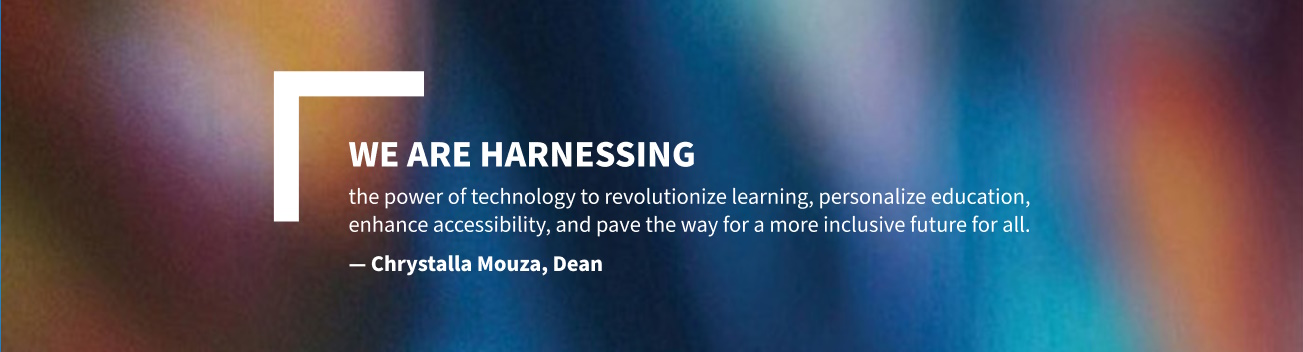 WE ARE HARNESSING
the power of technology to revolutionize learning, personalize education,
enhance accessibility, and pave the way for a more inclusive future for all.
— Chrystalla Mouza, Dean